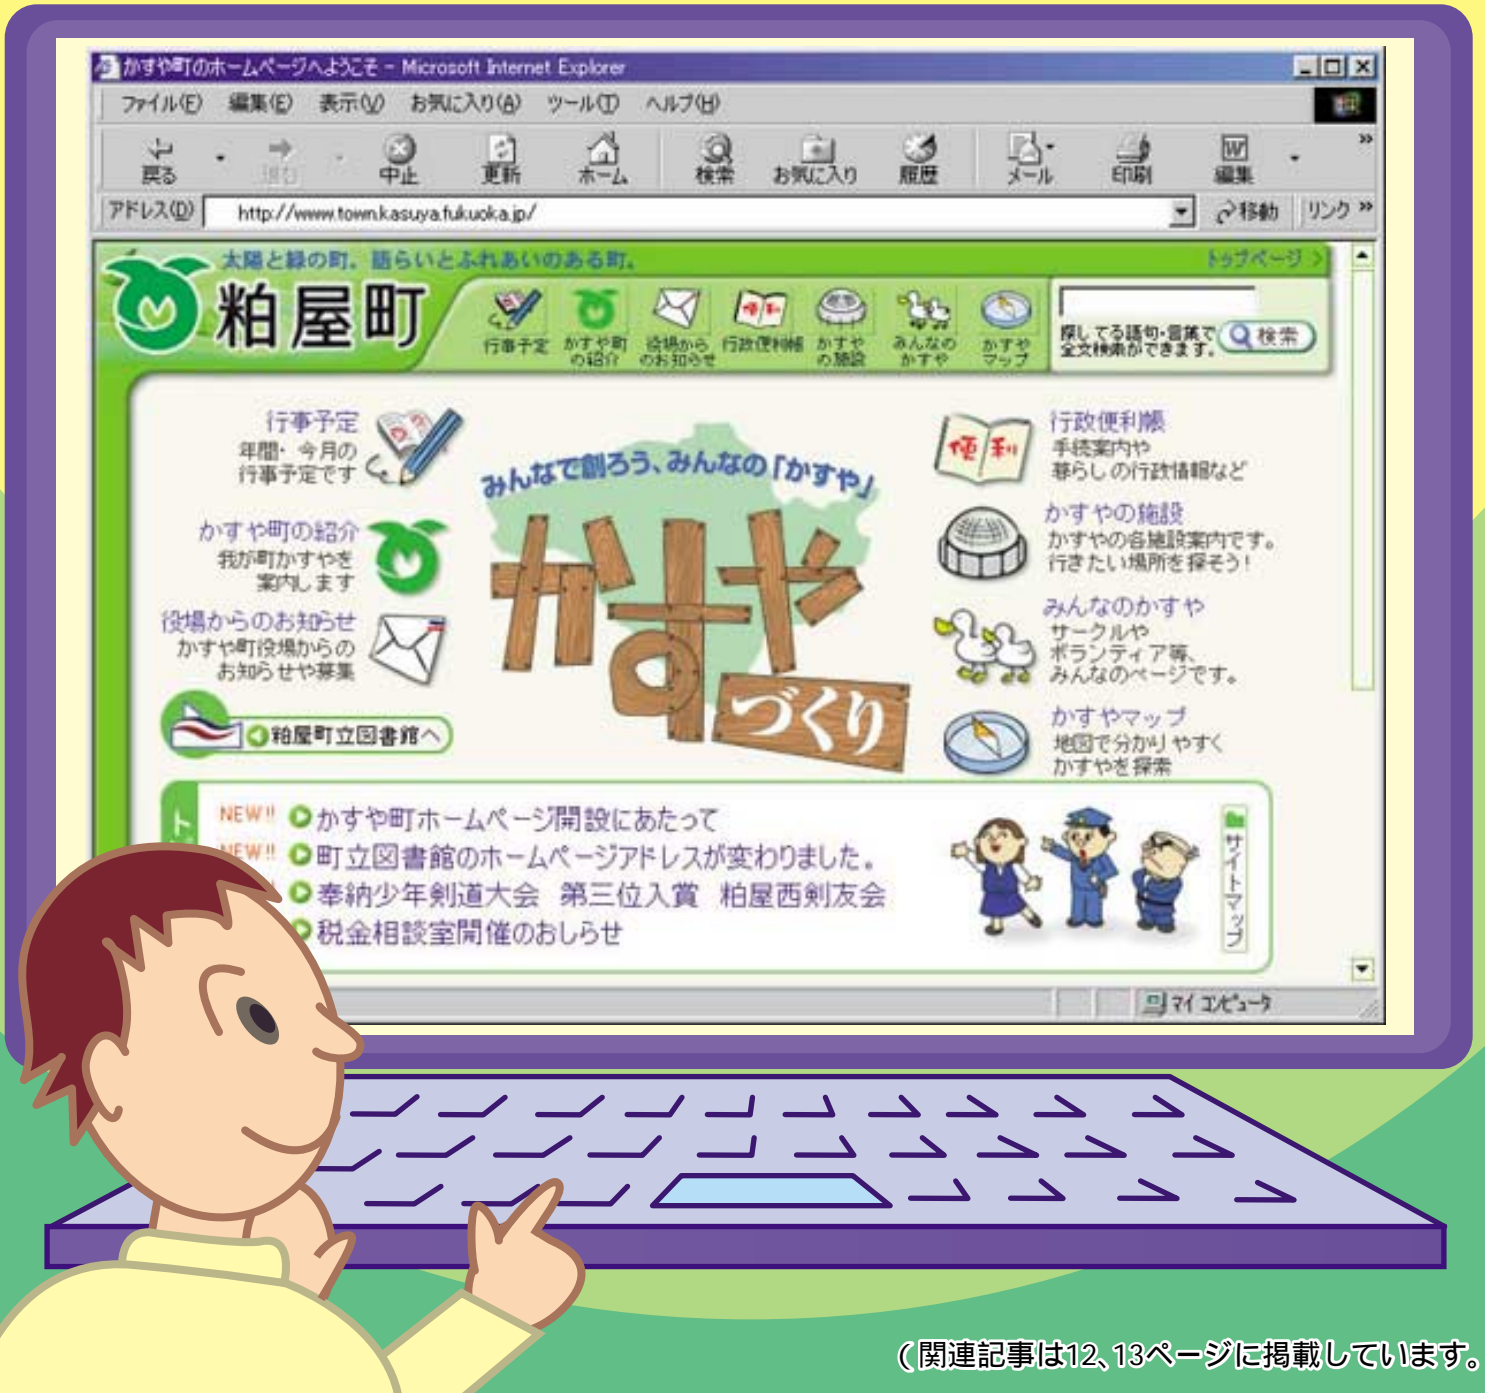 かすや町のホームページへようこそ - Microsoft Internet Explorer
ファイル(F) 編集(E) 表示(V) お気に入り(A) ツール(T) ヘルプ(H)
戻る 進む 中止 更新 ホーム 検索 お気に入り 履歴 メール 印刷 編集
アドレス(D) http://www.town.kasuya.fukuoka.jp/ 移動 リンク »
太陽と緑の町。語らいとふれあいのある町。 トップページ
粕屋町
行事予定
かすや町
の紹介
役場から
のお知らせ
行政便利帳
かすや
の施設
みんなの
かすや
かすや
マップ
探してる語句・言葉で
全文検索ができます。
検索
行事予定
年間・今月の
行事予定です
かすや町の紹介
我が町かすやを
案内します
役場からのお知らせ
かすや町役場からの
お知らせや募集
粕屋町立図書館へ
みんなで創ろう、みんなの「かすや」
かすや
づくり
便利
行政便利帳
手続案内や
暮らしの行政情報など
かすやの施設
かすやの各施設案内です。
行きたい場所を探そう!
みんなのかすや
サークルや
ボランティア等、
みんなのページです。
かすやマップ
地図で分かりやすく
かすやを探索
ト
NEW!! かすや町ホームページ開設にあたって
NEW!! 町立図書館のホームページアドレスが変わりました。
奉納少年剣道大会 第三位入賞 粕屋西剣友会
税金相談室開催のおしらせ
サイトマップ
マイ コンピュータ
(関連記事は12、13ページに掲載しています。